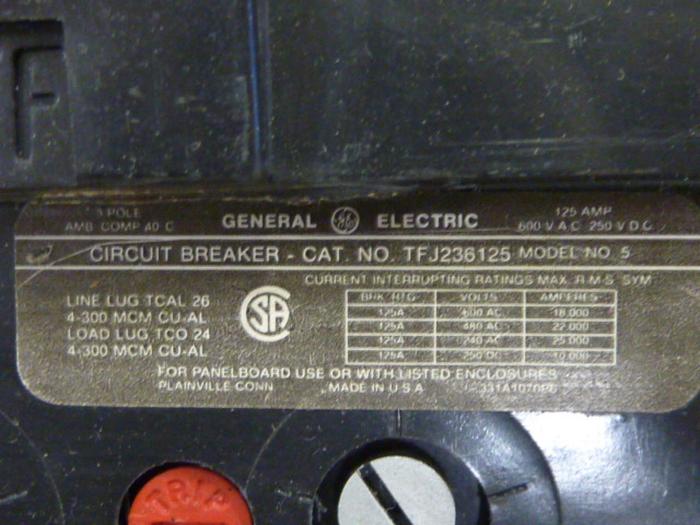 3 POLE
AMB. COMP 40 C
GENERAL GE ELECTRIC
125 AMP
600 V A C 250 V D C
CIRCUIT BREAKER - CAT. NO. TFJ236125 MODEL NO. 5
CURRENT INTERRUPTING RATINGS MAX. R.M.S. SYM
LINE LUG TCAL 26
4-300 MCM CU-AL
LOAD LUG TCO 24
4-300 MCM CU-AL
SA
BRK. RTG. VOLTS AMPERES
125A 600 AC 18,000
125A 480 AC 22,000
125A 240 AC 25,000
125A 250 DC 10,000
FOR PANELBOARD USE OR WITH LISTED ENCLOSURES
PLAINVILLE CONN. MADE IN U.S.A.
TRIP